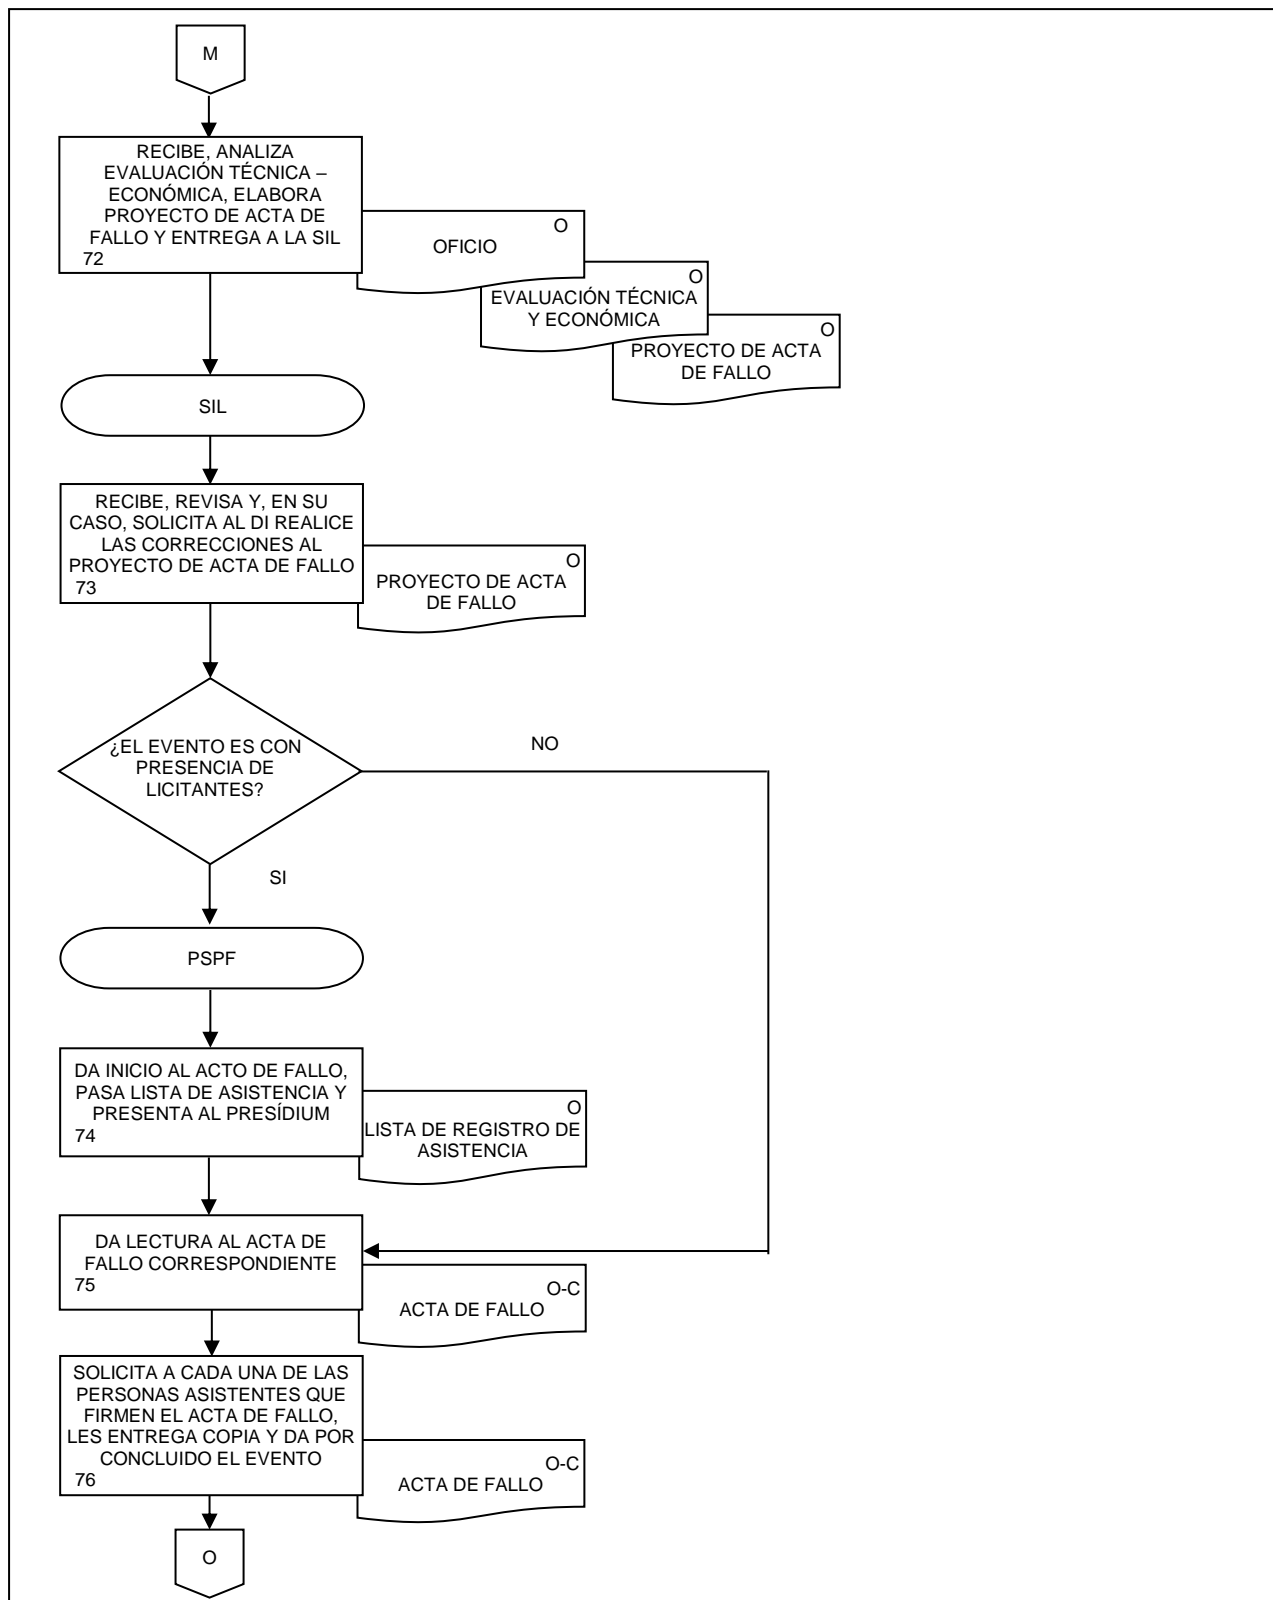 M
RECIBE, ANALIZA
EVALUACIÓN TÉCNICA –
ECONÓMICA, ELABORA
PROYECTO DE ACTA DE
FALLO Y ENTREGA A LA SIL
72
O
OFICIO
O
EVALUACIÓN TÉCNICA
Y ECONÓMICA
O
PROYECTO DE ACTA
DE FALLO
SIL
RECIBE, REVISA Y, EN SU
CASO, SOLICITA AL DI REALICE
LAS CORRECCIONES AL
PROYECTO DE ACTA DE FALLO
73
O
PROYECTO DE ACTA
DE FALLO
¿EL EVENTO ES CON
PRESENCIA DE
LICITANTES?
NO
SI
PSPF
DA INICIO AL ACTO DE FALLO,
PASA LISTA DE ASISTENCIA Y
PRESENTA AL PRESÍDIUM
74
O
LISTA DE REGISTRO DE
ASISTENCIA
DA LECTURA AL ACTA DE
FALLO CORRESPONDIENTE
75
O-C
ACTA DE FALLO
SOLICITA A CADA UNA DE LAS
PERSONAS ASISTENTES QUE
FIRMEN EL ACTA DE FALLO,
LES ENTREGA COPIA Y DA POR
CONCLUIDO EL EVENTO
76
O-C
ACTA DE FALLO
O